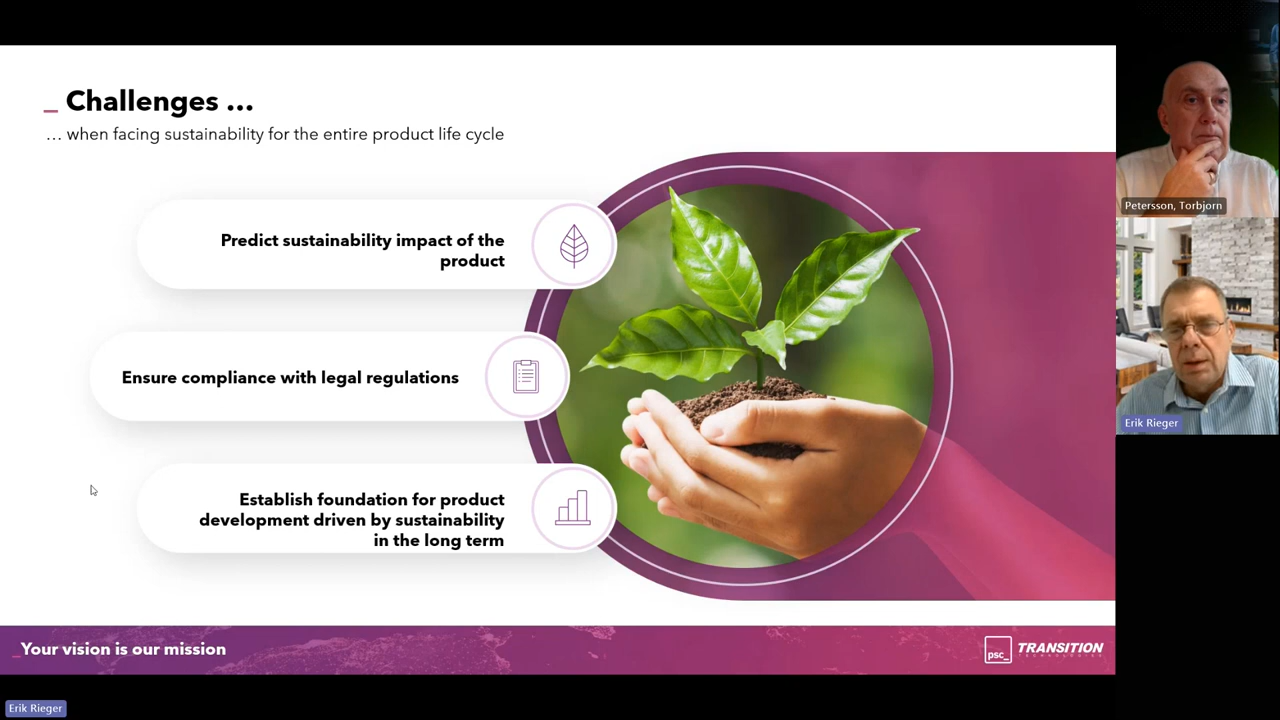 _ Challenges ...
... when facing sustainability for the entire product life cycle
Predict sustainability impact of the
product
Ensure compliance with legal regulations
Establish foundation for product
development driven by sustainability
in the long term
_Your vision is our mission
psc_
TRANSITION
TECHNOLOGIES
Petersson, Torbjorn
Erik Rieger
Erik Rieger